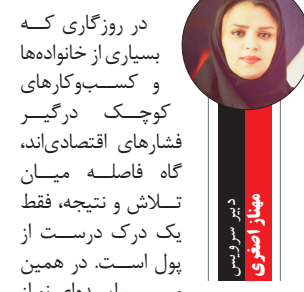 در روزگاری که
بسیاری از خانواده‌ها
و کسب‌وکارهای
کوچک درگیر
فشارهای اقتصادی‌اند،
گاه فاصله میان
تلاش و نتیجه، فقط
یک درک درست از
پول است. در همین
مهناز اصغری
دبیر سرویس